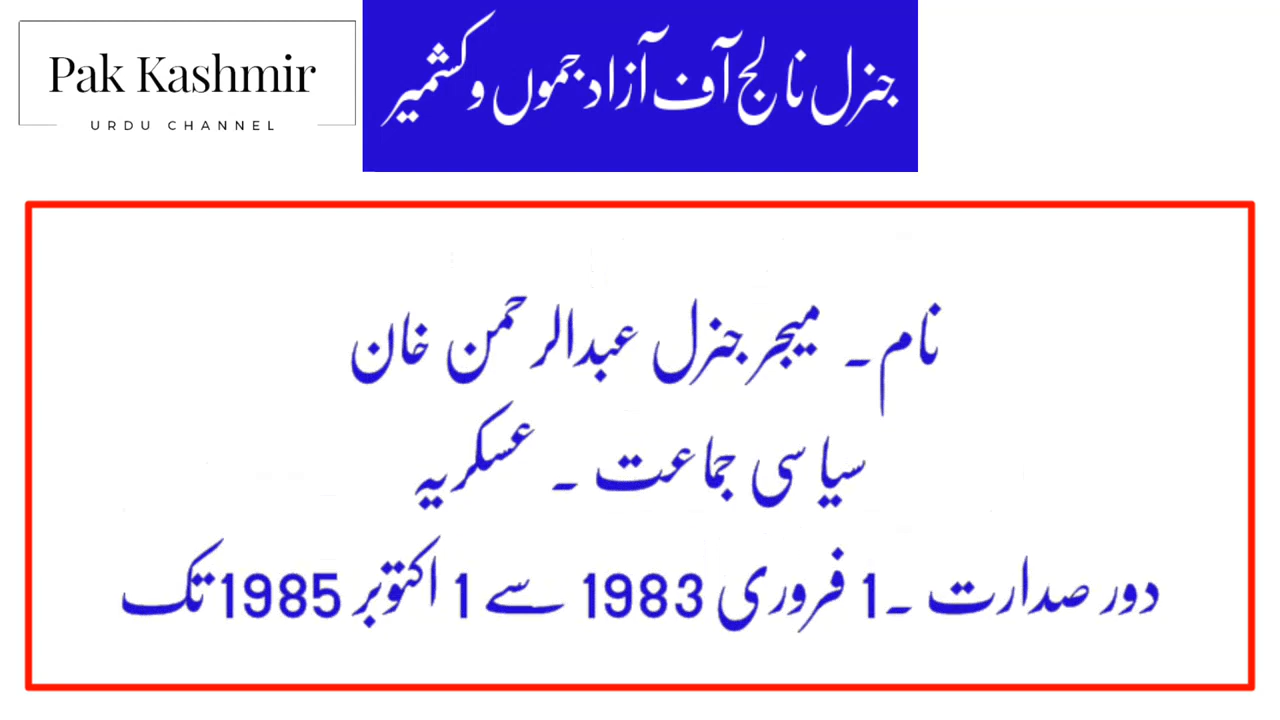 Pak Kashmir
URDU CHANNEL
جنرل نالج آف آزاد جموں و کشمیر
نام ۔ میجر جنرل عبدالرحمن خان
سیاسی جماعت ۔ عسکریہ
دور صدارت ۔ 1 فروری 1983 سے 1 اکتوبر 1985 تک